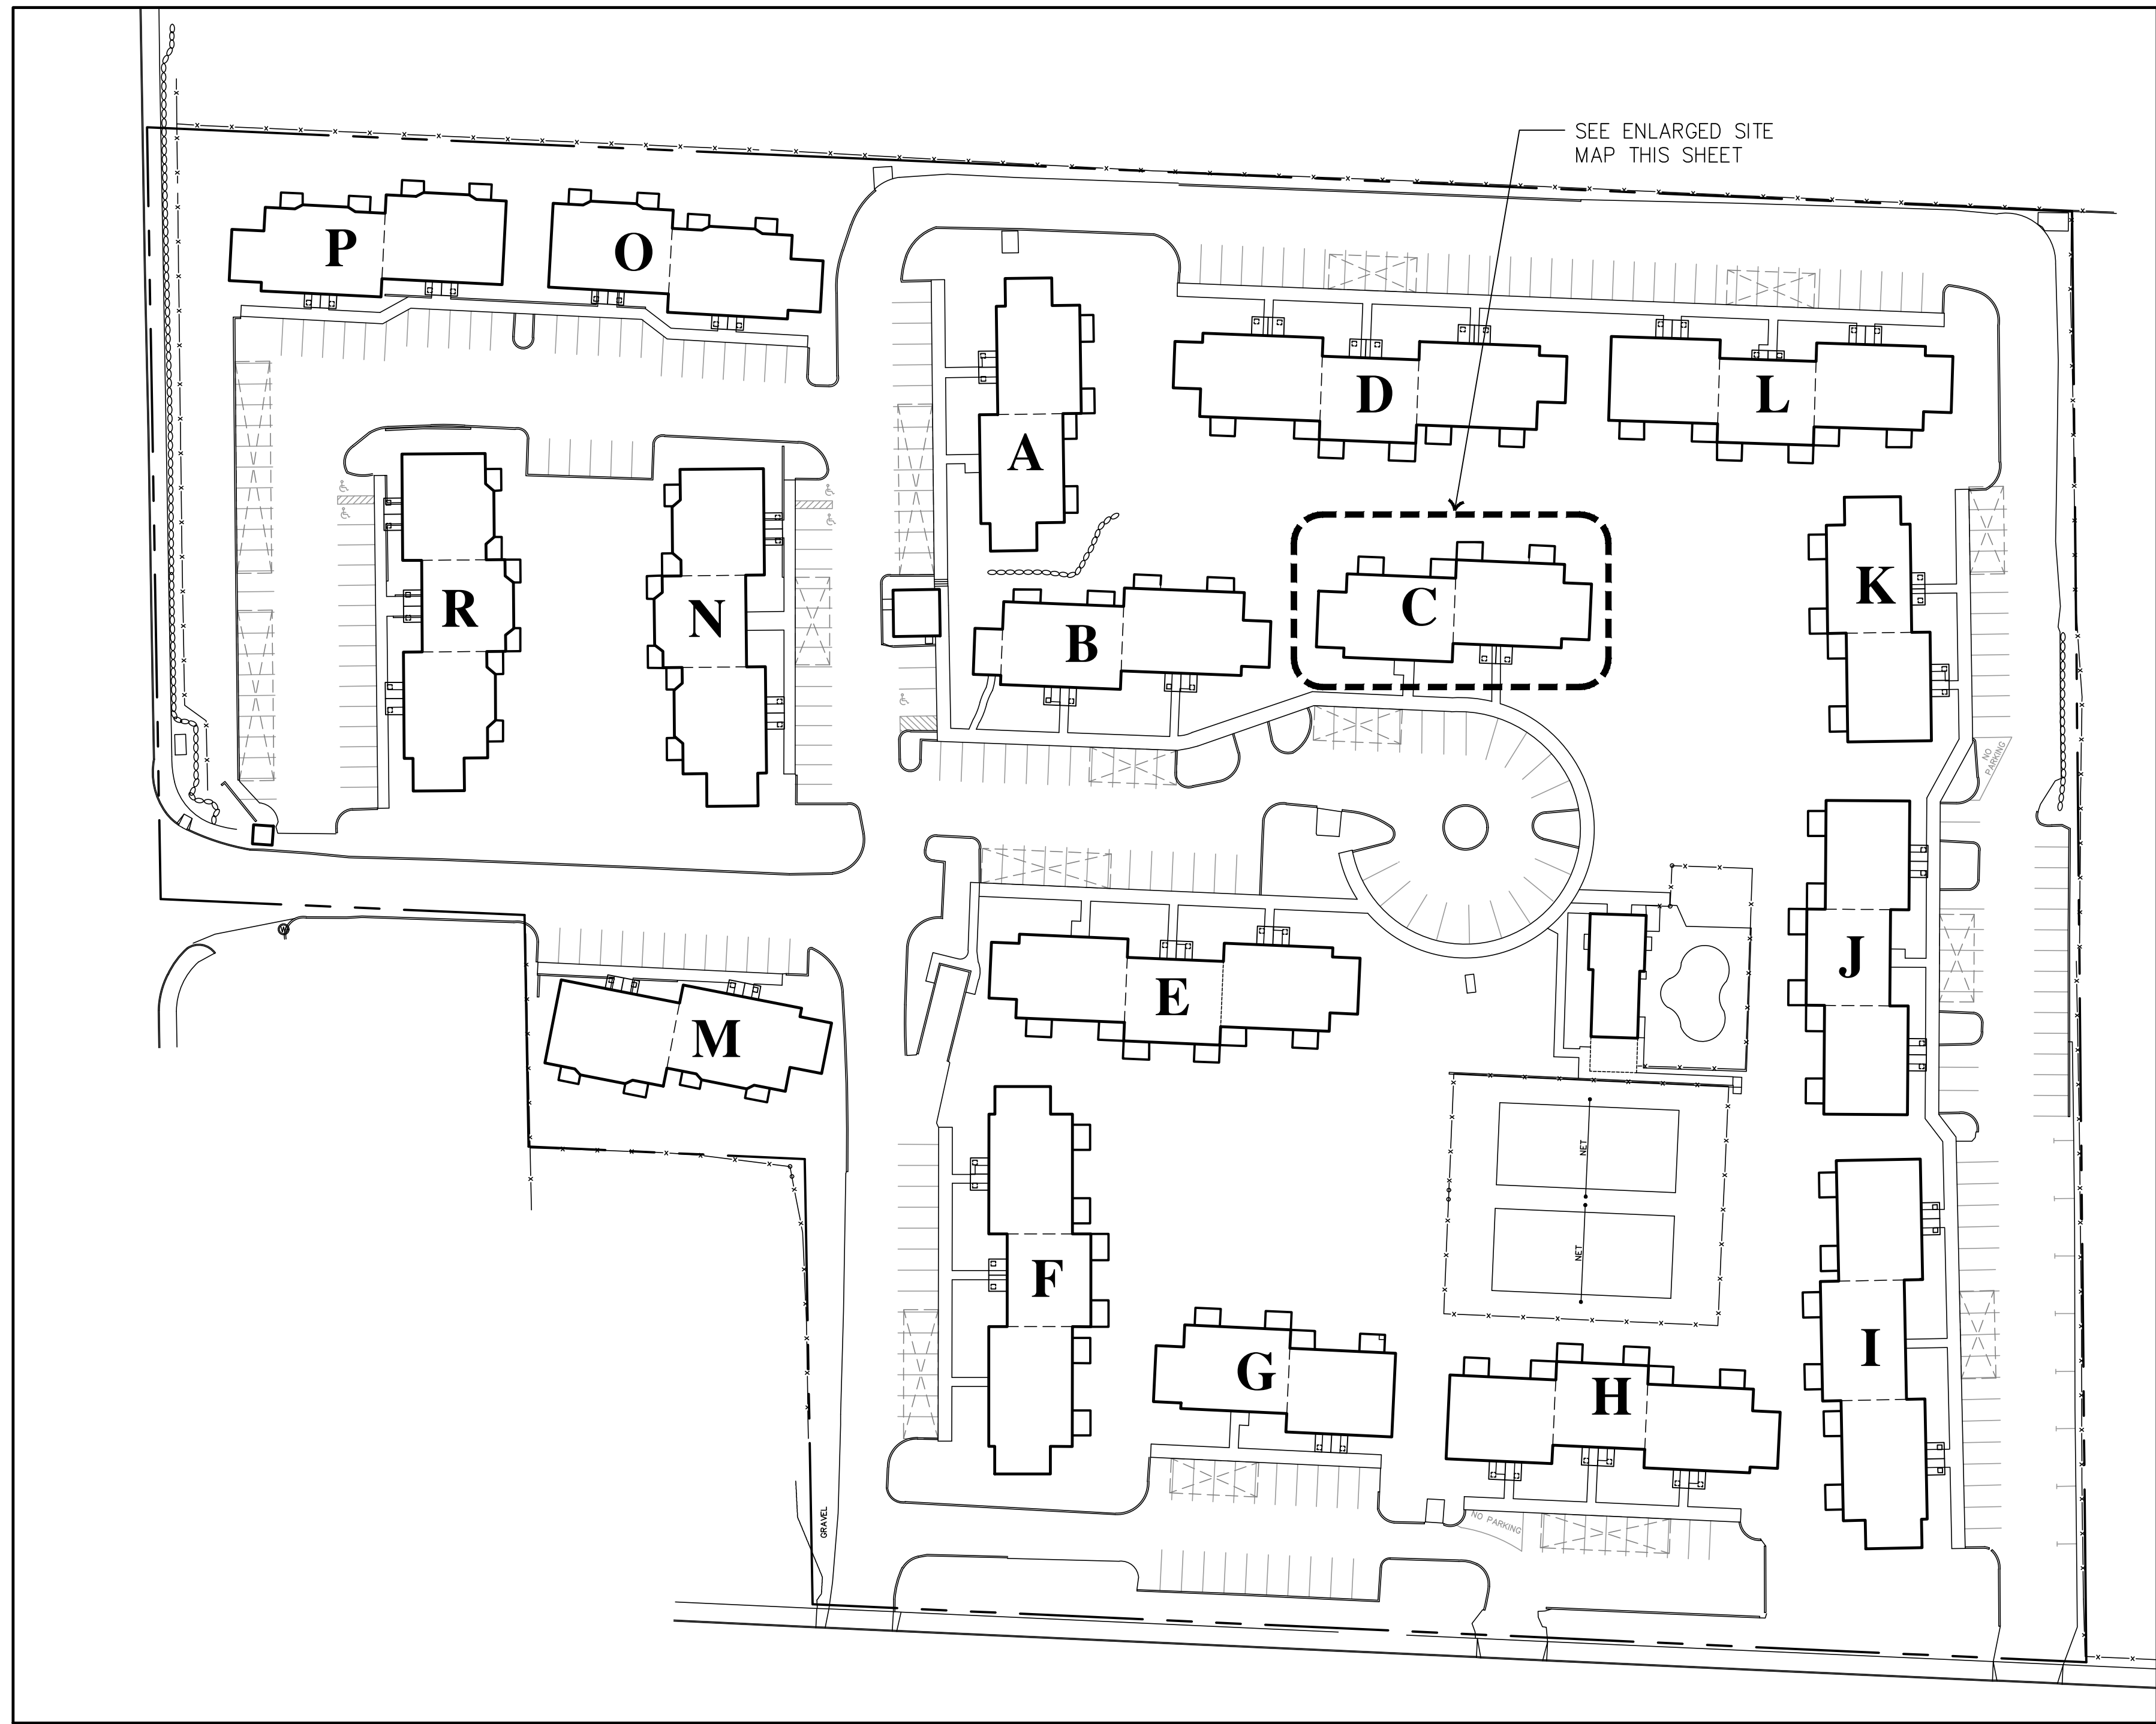 SEE ENLARGED SITE
MAP THIS SHEET
P
O
D
L
A
C
K
R
N
B
NO
PARKING
J
E
M
NET
NET
F
I
G
H
NO PARKING
GRAVEL
W